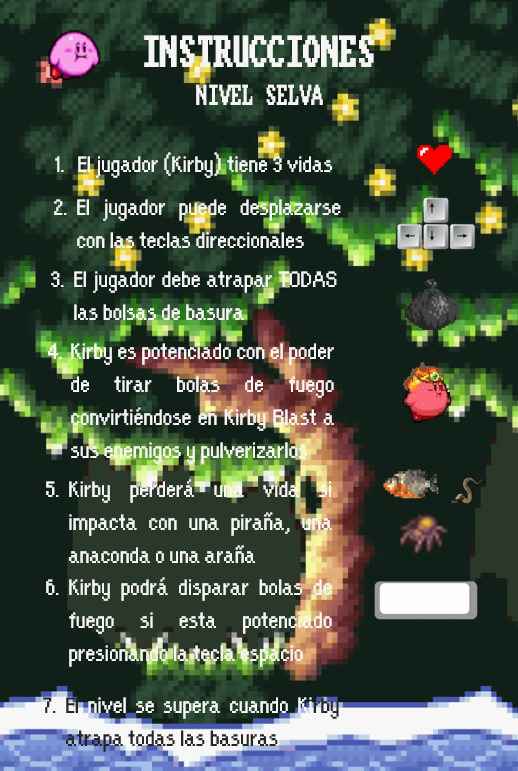 INSTRUCCIONES
NIVEL SELVA
1. El jugador (Kirby) tiene 3 vidas
2. El jugador puede desplazarse
con las teclas direccionales
3. El jugador debe atrapar TODAS
las bolsas de basura
4. Kirby es potenciado con el poder
de tirar bolas de fuego
convirtiéndose en Kirby Blast a
sus enemigos y pulverizarlos
5. Kirby perderá una vida si
impacta con una piraña, una
anaconda o una araña
6. Kirby podrá disparar bolas de
fuego si esta potenciado
presionando la tecla espacio
7. El nivel se supera cuando Kirby
atrapa todas las basuras